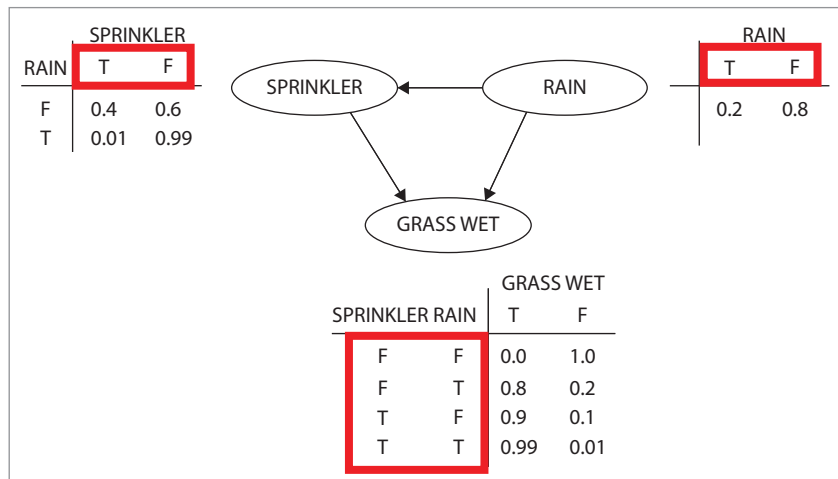 SPRINKLER
RAIN T F
F 0.4 0.6
T 0.01 0.99
SPRINKLER
RAIN
RAIN
T F
0.2 0.8
GRASS WET
GRASS WET
SPRINKLER RAIN T F
F F 0.0 1.0
F T 0.8 0.2
T F 0.9 0.1
T T 0.99 0.01